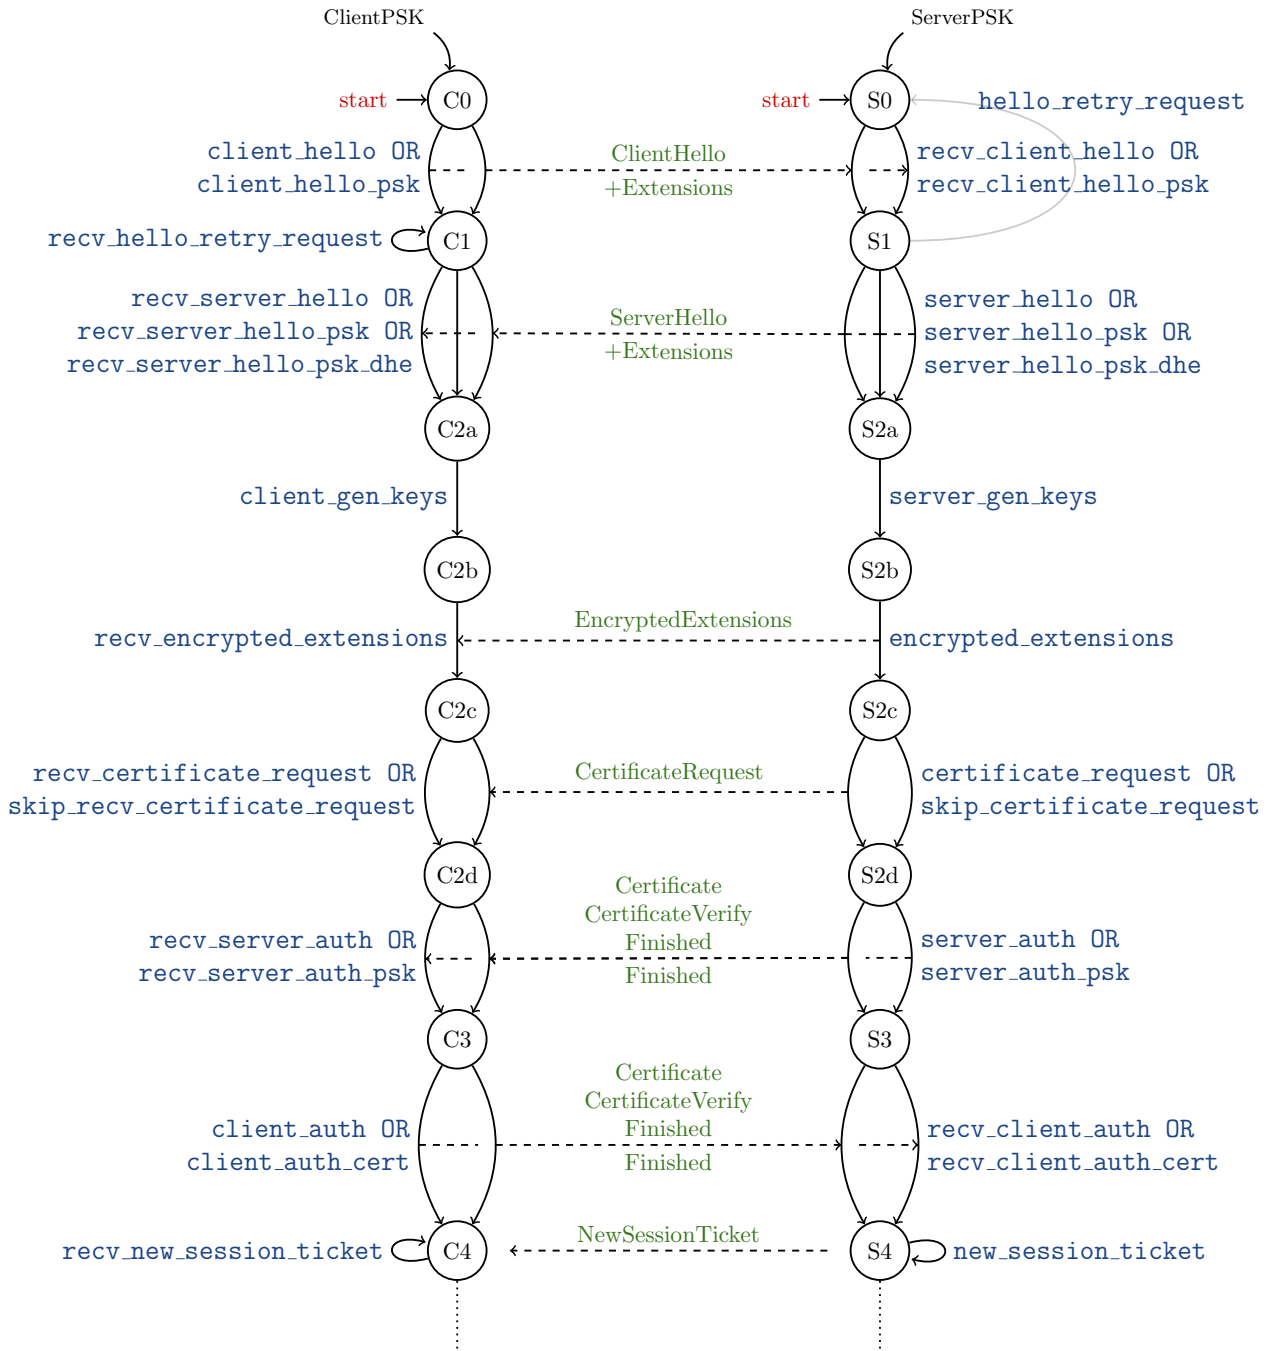 ClientPSK
ServerPSK
start
C0
start
S0
hello_retry_request
client_hello OR
client_hello_psk
ClientHello
+Extensions
recv_client_hello OR
recv_client_hello_psk
recv_hello_retry_request
C1
S1
recv_server_hello OR
recv_server_hello_psk OR
recv_server_hello_psk_dhe
ServerHello
+Extensions
server_hello OR
server_hello_psk OR
server_hello_psk_dhe
C2a
S2a
client_gen_keys
server_gen_keys
C2b
S2b
recv_encrypted_extensions
EncryptedExtensions
encrypted_extensions
C2c
S2c
recv_certificate_request OR
skip_recv_certificate_request
CertificateRequest
certificate_request OR
skip_certificate_request
C2d
S2d
recv_server_auth OR
recv_server_auth_psk
Certificate
CertificateVerify
Finished
Finished
server_auth OR
server_auth_psk
C3
S3
client_auth OR
client_auth_cert
Certificate
CertificateVerify
Finished
Finished
recv_client_auth OR
recv_client_auth_cert
recv_new_session_ticket
C4
NewSessionTicket
S4
new_session_ticket